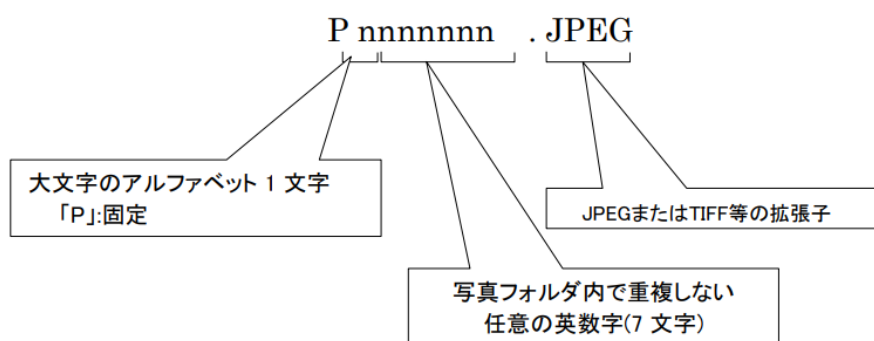 P nnnnnnn . JPEG
大文字のアルファベット 1 文字
「P」:固定
JPEGまたはTIFF等の拡張子
写真フォルダ内で重複しない
任意の英数字(7 文字)